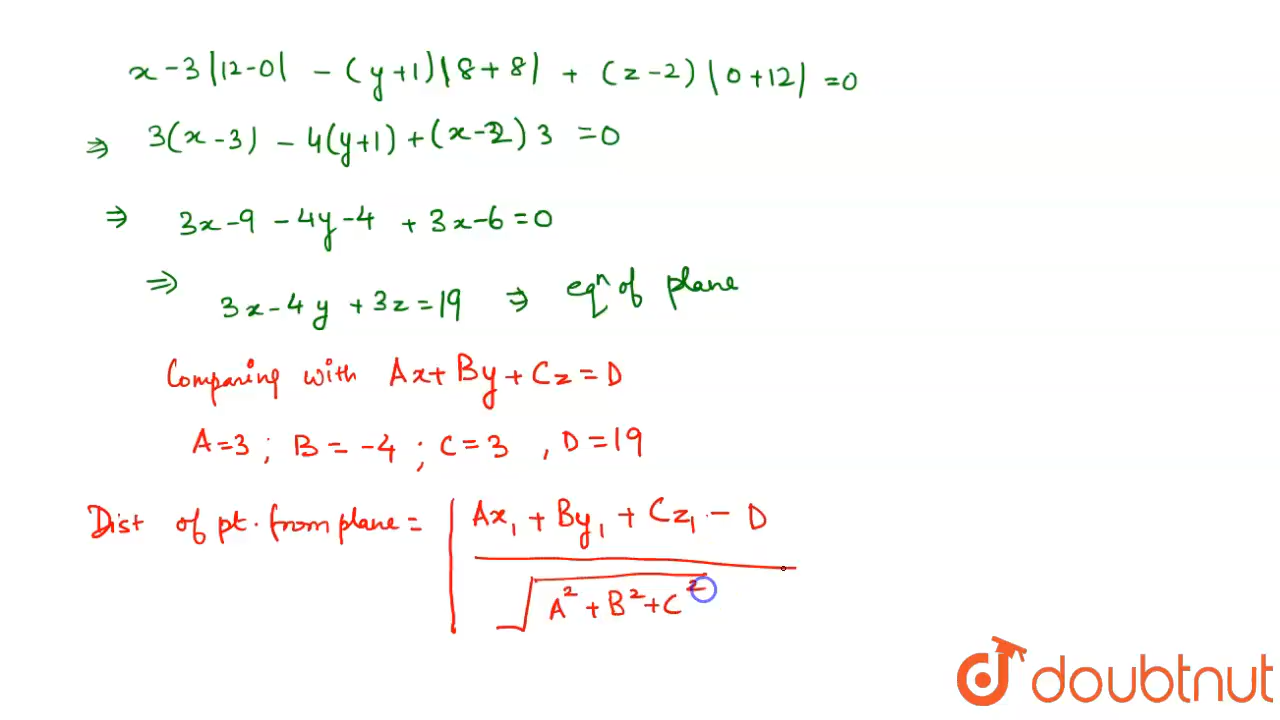 x-3|12-0| - (y+1)|8+8| + (z-2)|0+12| =0
⇒ 3(x-3) - 4(y+1) + (x-2)3 =0
⇒ 3x-9 -4y-4 +3x-6=0
⇒ 3x-4y+3z=19 ⇒ eqⁿ of plane
Comparing with Ax+By+Cz=D
A=3; B=-4; C=3, D=19
Dist of pt. from plane = | Ax₁ + By₁ + Cz₁ - D
√A²+B²+C²
doubtnut